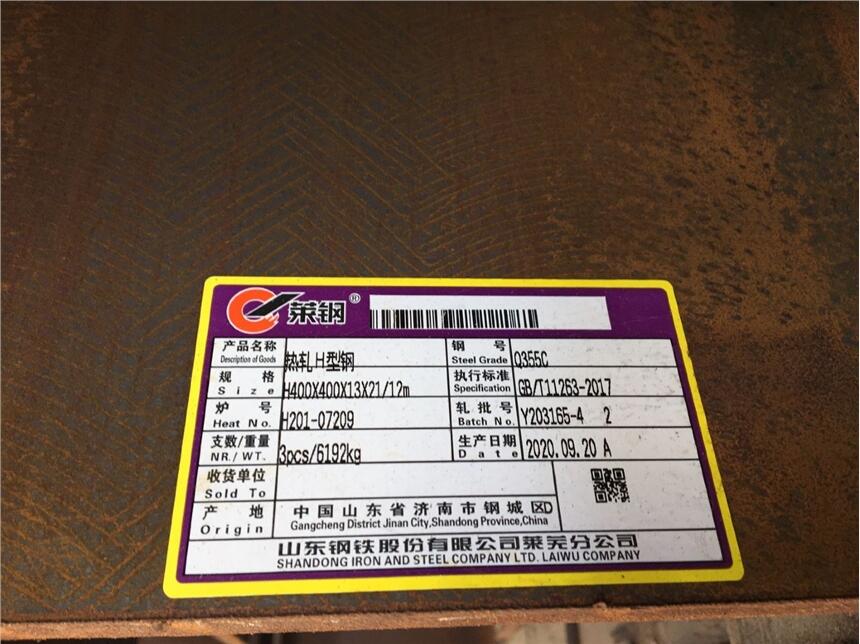 莱钢®
产品名称 热轧H型钢 钢号 Q355C
Description of Goods Steel Grade
规格 H400X400X13X21/12m 执行标准 GB/T11263-2017
Size Specification
炉号 H201-07209 轧批号 Y203165-4 2
Heat No. Batch No.
支数/重量 3pcs/6192kg 生产日期 2020.09.20 A
NR./WT. Date
收货单位
Sold To
产地 中国山东省济南市钢城区
Origin Gangcheng District Jinan City,Shandong Province,China
山东钢铁股份有限公司莱芜分公司
SHANDONG IRON AND STEEL COMPANY LTD. LAIWU COMPANY